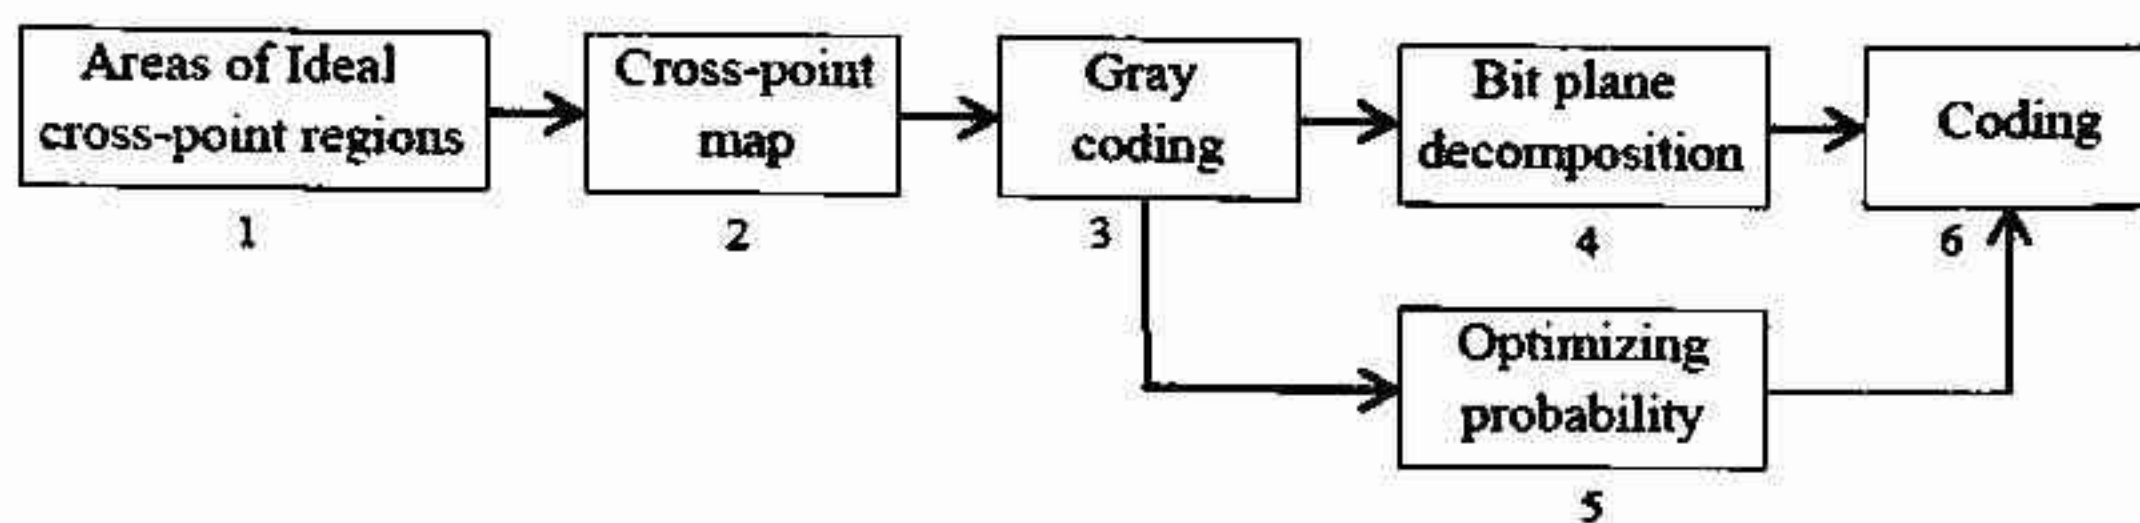 Areas of Ideal
cross-point regions
1
Cross-point
map
2
Gray
coding
3
Bit plane
decomposition
4
Coding
6
Optimizing
probability
5